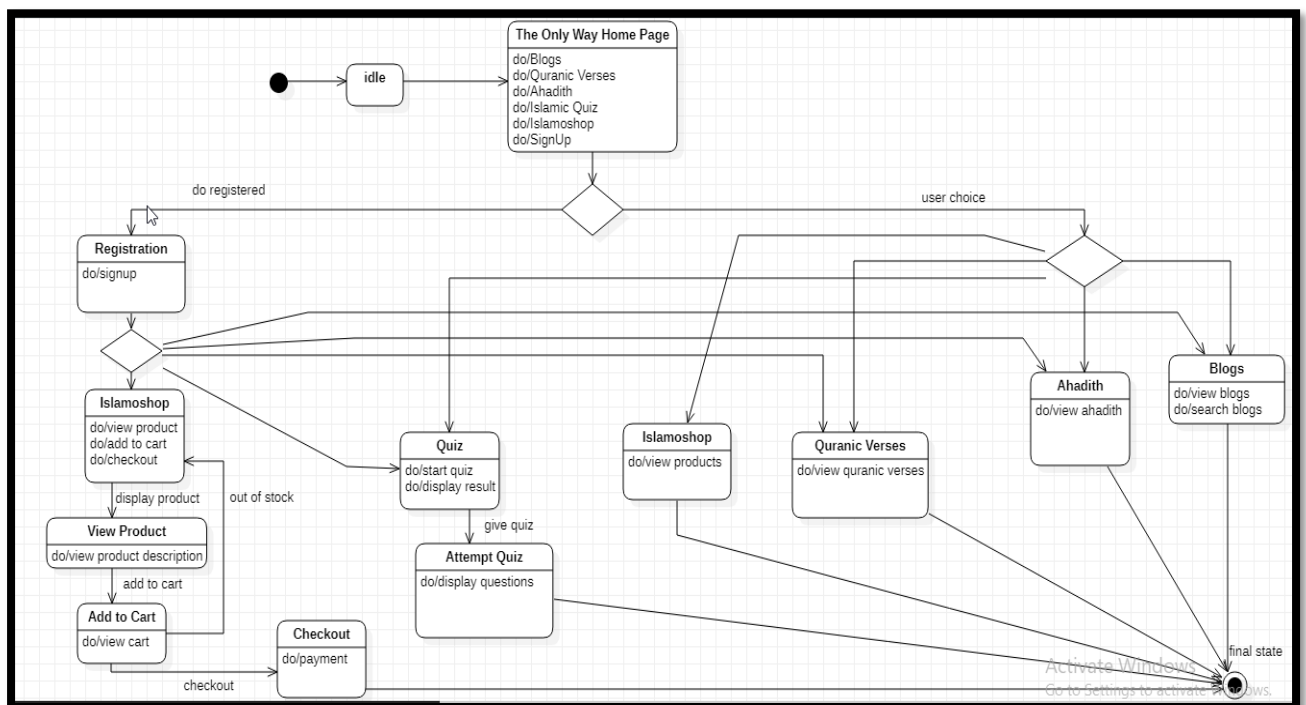 The Only Way Home Page
do/Blogs
do/Quranic Verses
do/Ahadith
do/Islamic Quiz
do/Islamoshop
do/SignUp
idle
do registered
user choice
Registration
do/signup
Islamoshop
do/view product
do/add to cart
do/checkout
display product
out of stock
View Product
do/view product description
add to cart
Add to Cart
do/view cart
checkout
Checkout
do/payment
Quiz
do/start quiz
do/display result
give quiz
Attempt Quiz
do/display questions
Islamoshop
do/view products
Quranic Verses
do/view quranic verses
Ahadith
do/view ahadith
Blogs
do/view blogs
do/search blogs
final state
Activate Windows
Go to Settings to activate Windows.